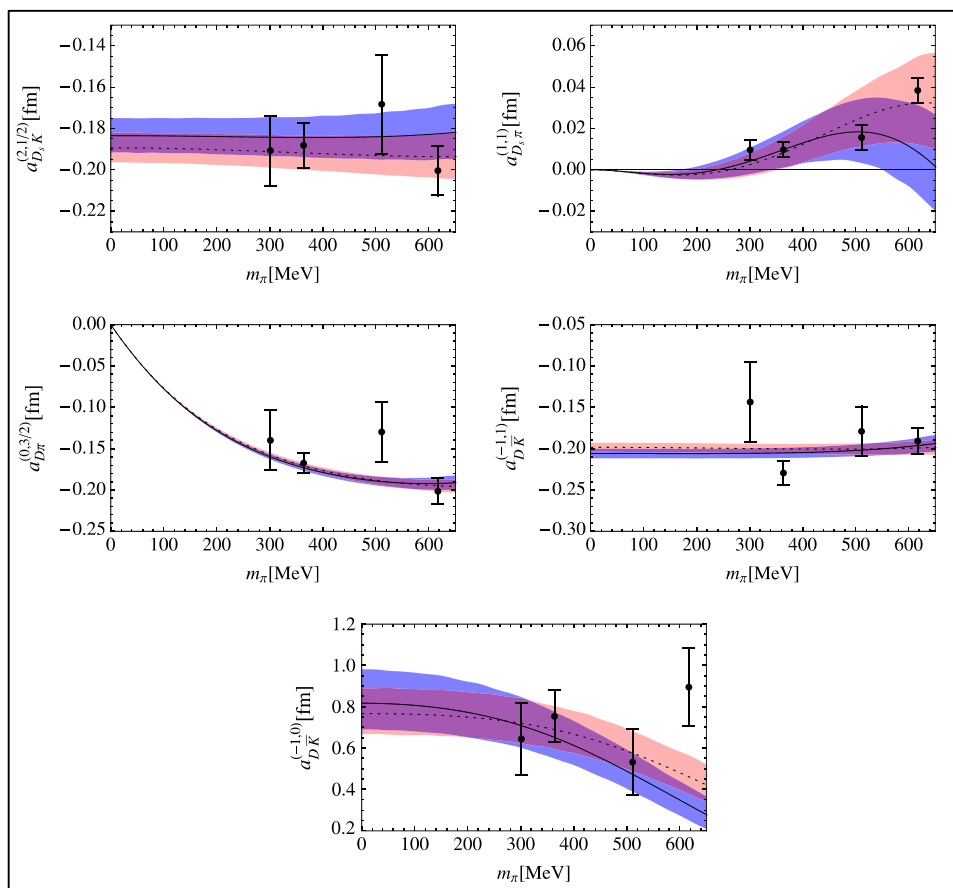 a_{D_s K}^{(2,1/2)}[fm]
−0.14
−0.16
−0.18
−0.20
−0.22
0 100 200 300 400 500 600
m_π[MeV]
a_{D_s π}^{(1,1)}[fm]
0.06
0.04
0.02
0.00
−0.02
0 100 200 300 400 500 600
m_π[MeV]
a_{Dπ}^{(0,3/2)}[fm]
0.00
−0.05
−0.10
−0.15
−0.20
−0.25
0 100 200 300 400 500 600
m_π[MeV]
a_{D\overline{K}}^{(−1,1)}[fm]
−0.05
−0.10
−0.15
−0.20
−0.25
−0.30
0 100 200 300 400 500 600
m_π[MeV]
a_{D\overline{K}}^{(−1,0)}[fm]
1.2
1.0
0.8
0.6
0.4
0.2
0 100 200 300 400 500 600
m_π[MeV]